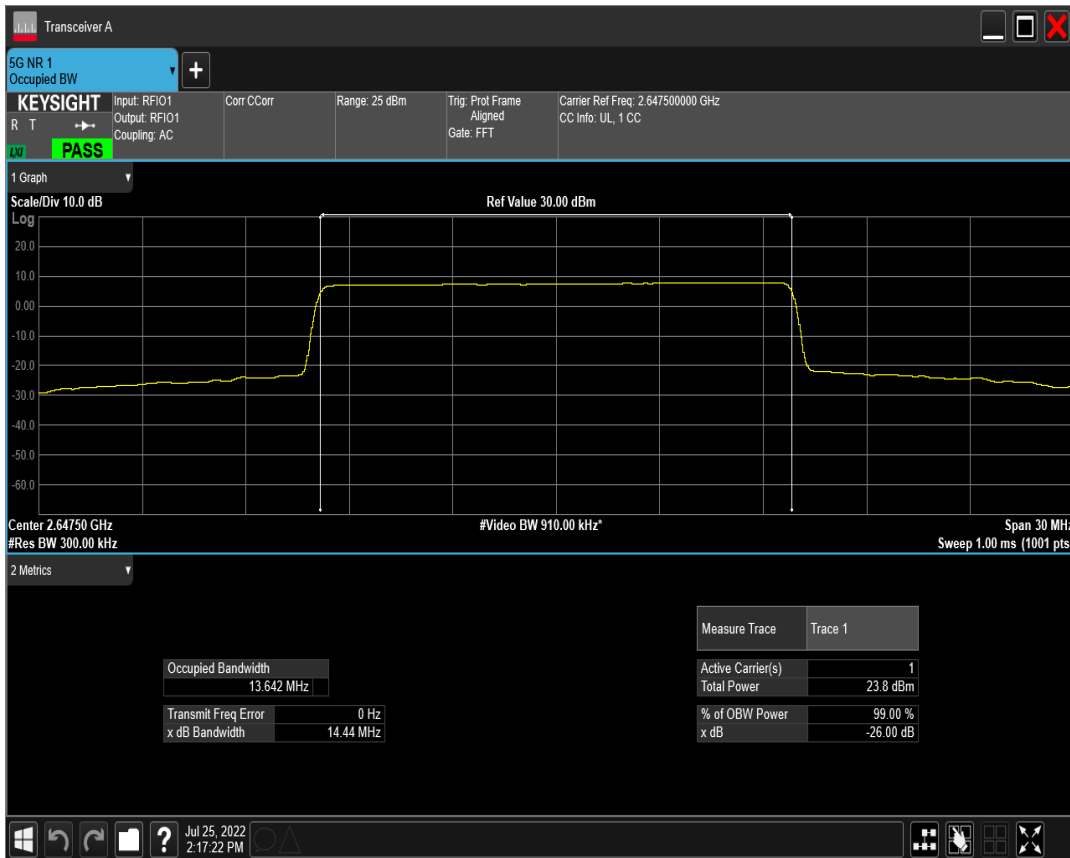 Transceiver A
5G NR 1
Occupied BW
KEYSIGHT
R T
LXI
PASS
Input: RFIO1
Output: RFIO1
Coupling: AC
Corr CCorr
Range: 25 dBm
Trig: Prot Frame
Aligned
Gate: FFT
Carrier Ref Freq: 2.647500000 GHz
CC Info: UL, 1 CC
1 Graph
Scale/Div 10.0 dB
Ref Value 30.00 dBm
Log
20.0
10.0
0.00
-10.0
-20.0
-30.0
-40.0
-50.0
-60.0
Center 2.64750 GHz
#Video BW 910.00 kHz*
Span 30 MHz
#Res BW 300.00 kHz
Sweep 1.00 ms (1001 pts
2 Metrics
Measure Trace Trace 1
Occupied Bandwidth
13.642 MHz
Active Carrier(s) 1
Total Power 23.8 dBm
Transmit Freq Error 0 Hz
x dB Bandwidth 14.44 MHz
% of OBW Power 99.00 %
x dB -26.00 dB
?
Jul 25, 2022
2:17:22 PM